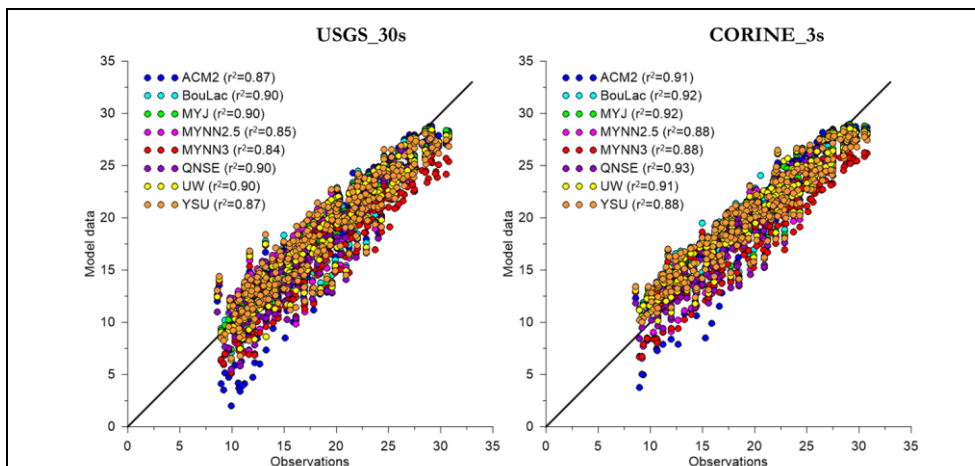 USGS_30s
CORINE_3s
35
30
25
20
15
10
5
0
Model data
ACM2 (r²=0.87)
BouLac (r²=0.90)
MYJ (r²=0.90)
MYNN2.5 (r²=0.85)
MYNN3 (r²=0.84)
QNSE (r²=0.90)
UW (r²=0.90)
YSU (r²=0.87)
0 5 10 15 20 25 30 35
Observations
35
30
25
20
15
10
5
0
Model data
ACM2 (r²=0.91)
BouLac (r²=0.92)
MYJ (r²=0.92)
MYNN2.5 (r²=0.88)
MYNN3 (r²=0.88)
QNSE (r²=0.93)
UW (r²=0.91)
YSU (r²=0.88)
0 5 10 15 20 25 30 35
Observations